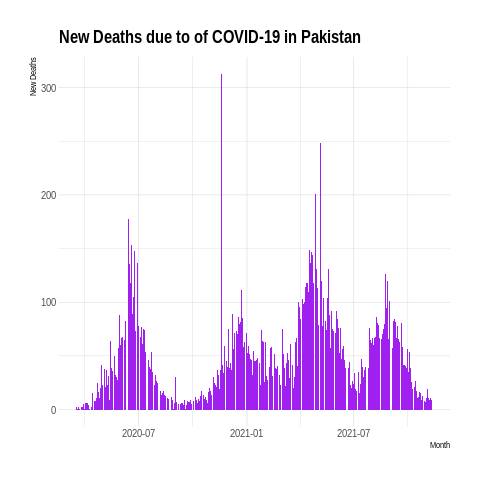 New Deaths due to of COVID-19 in Pakistan
New Deaths
300
200
100
0
2020-07
2021-01
2021-07
Month